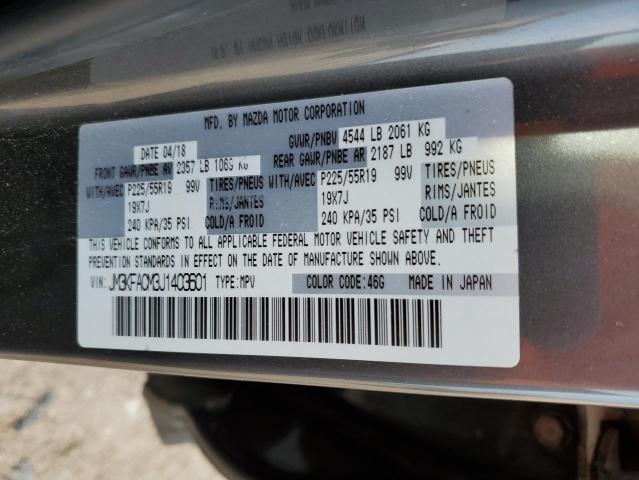 MFD. BY MAZDA MOTOR CORPORATION
DATE 04/18 GVWR/PNBV 4544 LB 2061 KG
FRONT GAWR/PNBE AV 2357 LB 1069 KG REAR GAWR/PNBE AR 2187 LB 992 KG
WITH/AVEC P225/55R19 99V TIRES/PNEUS WITH/AVEC P225/55R19 99V TIRES/PNEUS
19X7J RIMS/JANTES 19X7J RIMS/JANTES
240 KPA/35 PSI COLD/A FROID 240 KPA/35 PSI COLD/A FROID
THIS VEHICLE CONFORMS TO ALL APPLICABLE FEDERAL MOTOR VEHICLE SAFETY AND THEFT
PREVENTION STANDARDS IN EFFECT ON THE DATE OF MANUFACTURE SHOWN ABOVE.
VIN: JM3KFACM3J1403601 TYPE:MPV COLOR CODE:46G MADE IN JAPAN